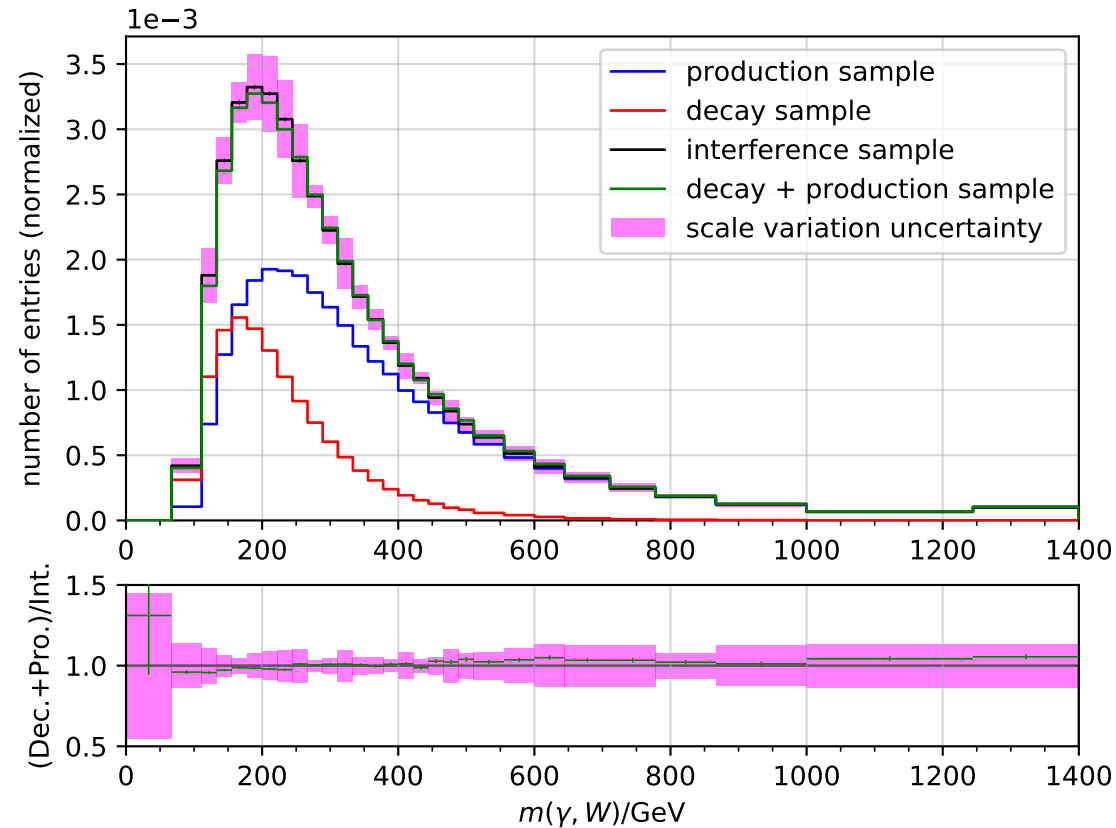 1e−3
number of entries (normalized)
3.5
3.0
2.5
2.0
1.5
1.0
0.5
0.0
production sample
decay sample
interference sample
decay + production sample
scale variation uncertainty
0 200 400 600 800 1000 1200 1400
(Dec.+Pro.)/Int.
1.5
1.0
0.5
0 200 400 600 800 1000 1200 1400
m(γ, W)/GeV